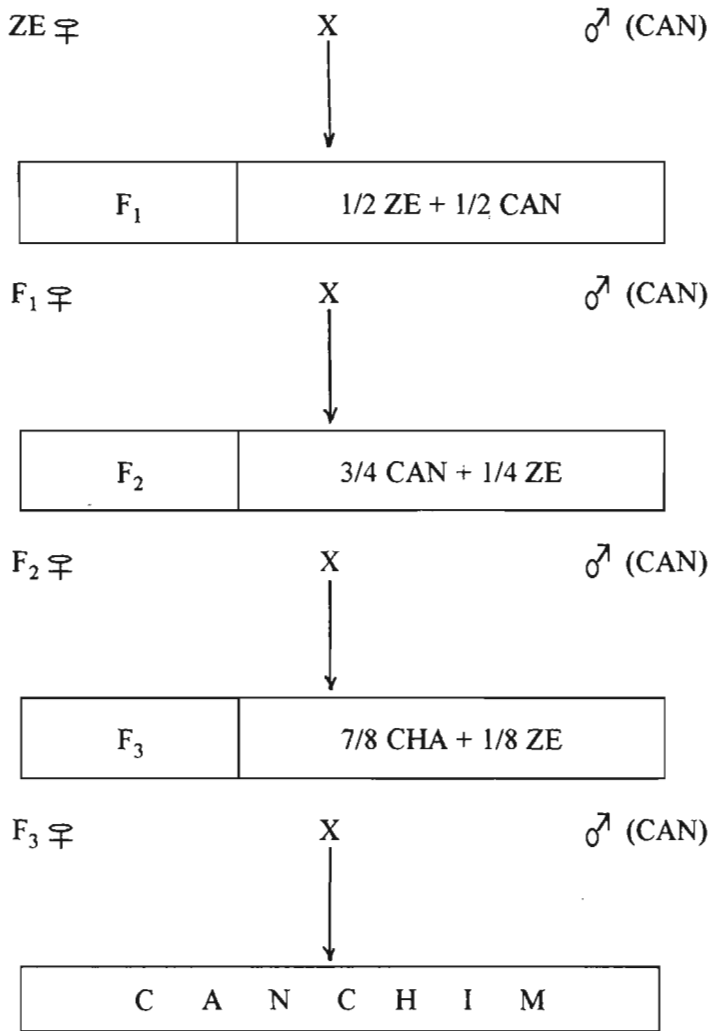 ZE ♀ X ♂ (CAN)
F1 1/2 ZE + 1/2 CAN
F1 ♀ X ♂ (CAN)
F2 3/4 CAN + 1/4 ZE
F2 ♀ X ♂ (CAN)
F3 7/8 CHA + 1/8 ZE
F3 ♀ X ♂ (CAN)
C A N C H I M